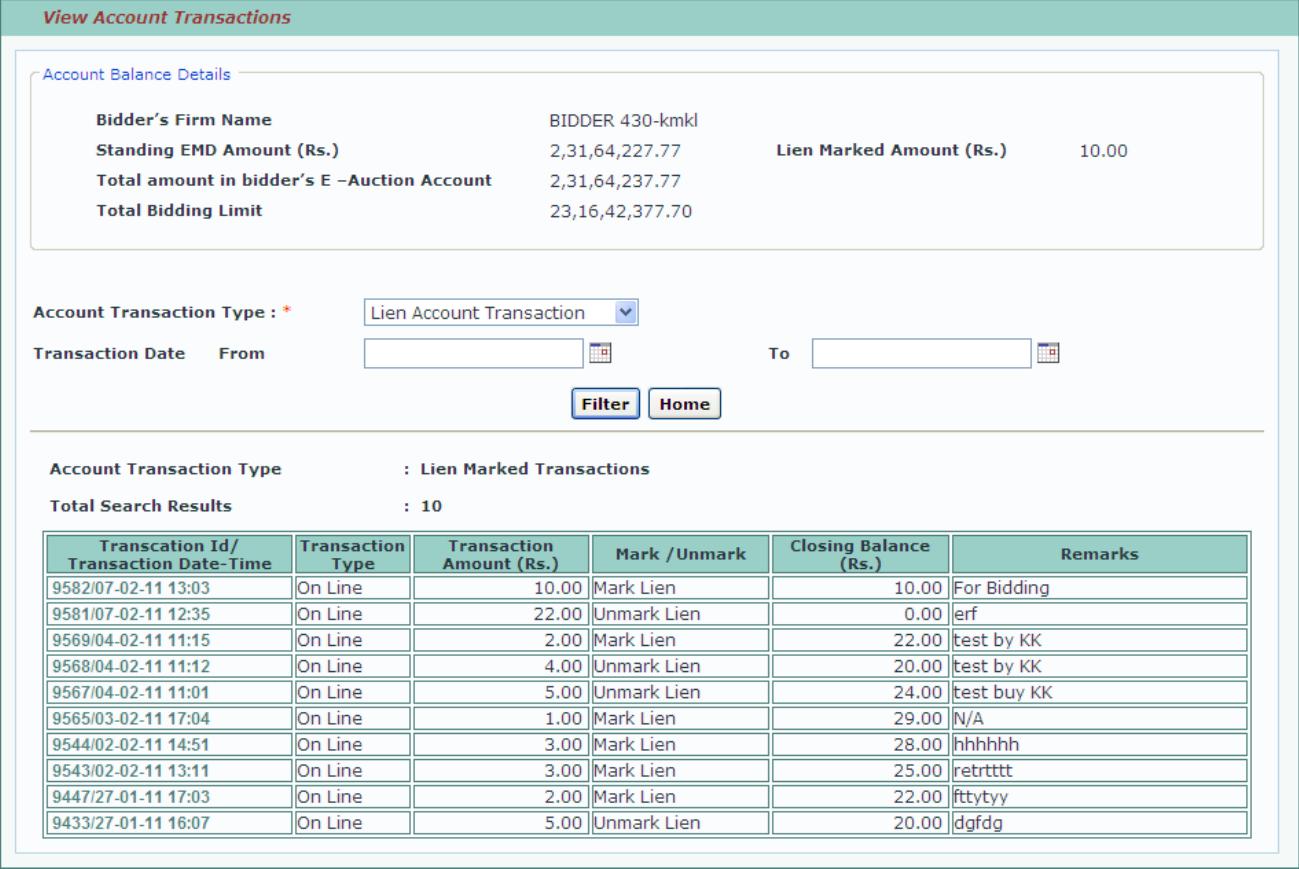 View Account Transactions
Account Balance Details
Bidder's Firm Name BIDDER 430-kmkl
Standing EMD Amount (Rs.) 2,31,64,227.77 Lien Marked Amount (Rs.) 10.00
Total amount in bidder's E –Auction Account 2,31,64,237.77
Total Bidding Limit 23,16,42,377.70
Account Transaction Type : * Lien Account Transaction
Transaction Date From To
Filter Home
Account Transaction Type : Lien Marked Transactions
Total Search Results : 10
Transcation Id/ Transaction Date-Time Transaction Type Transaction Amount (Rs.) Mark /Unmark Closing Balance (Rs.) Remarks
9582/07-02-11 13:03 On Line 10.00 Mark Lien 10.00 For Bidding
9581/07-02-11 12:35 On Line 22.00 Unmark Lien 0.00 erf
9569/04-02-11 11:15 On Line 2.00 Mark Lien 22.00 test by KK
9568/04-02-11 11:12 On Line 4.00 Unmark Lien 20.00 test by KK
9567/04-02-11 11:01 On Line 5.00 Unmark Lien 24.00 test buy KK
9565/03-02-11 17:04 On Line 1.00 Mark Lien 29.00 N/A
9544/02-02-11 14:51 On Line 3.00 Mark Lien 28.00 hhhhhh
9543/02-02-11 13:11 On Line 3.00 Mark Lien 25.00 retrtttt
9447/27-01-11 17:03 On Line 2.00 Mark Lien 22.00 fttytyy
9433/27-01-11 16:07 On Line 5.00 Unmark Lien 20.00 dgfdg